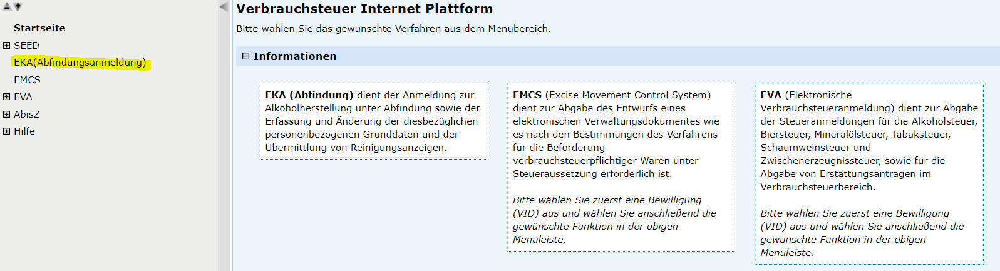 Startseite
SEED
EKA(Abfindungsanmeldung)
EMCS
EVA
AbisZ
Hilfe
Verbrauchsteuer Internet Plattform
Bitte wählen Sie das gewünschte Verfahren aus dem Menübereich.
Informationen
EKA (Abfindung) dient der Anmeldung zur
Alkoholherstellung unter Abfindung sowie der
Erfassung und Änderung der diesbezüglichen
personenbezogenen Grunddaten und der
Übermittlung von Reinigungsanzeigen.
EMCS (Excise Movement Control System)
dient zur Abgabe des Entwurfs eines
elektronischen Verwaltungsdokumentes wie
es nach den Bestimmungen des Verfahrens
für die Beförderung
verbrauchsteuerpflichtiger Waren unter
Steueraussetzung erforderlich ist.
Bitte wählen Sie zuerst eine Bewilligung
(VID) aus und wählen Sie anschließend die
gewünschte Funktion in der obigen
Menüleiste.
EVA (Elektronische
Verbrauchsteueranmeldung) dient zur Abgabe
der Steueranmeldungen für die Alkoholsteuer,
Biersteuer, Mineralölsteuer, Tabaksteuer,
Schaumweinsteuer und
Zwischenerzeugnissteuer, sowie für die
Abgabe von Erstattungsanträgen im
Verbrauchsteuerbereich.
Bitte wählen Sie zuerst eine Bewilligung
(VID) aus und wählen Sie anschließend die
gewünschte Funktion in der obigen
Menüleiste.